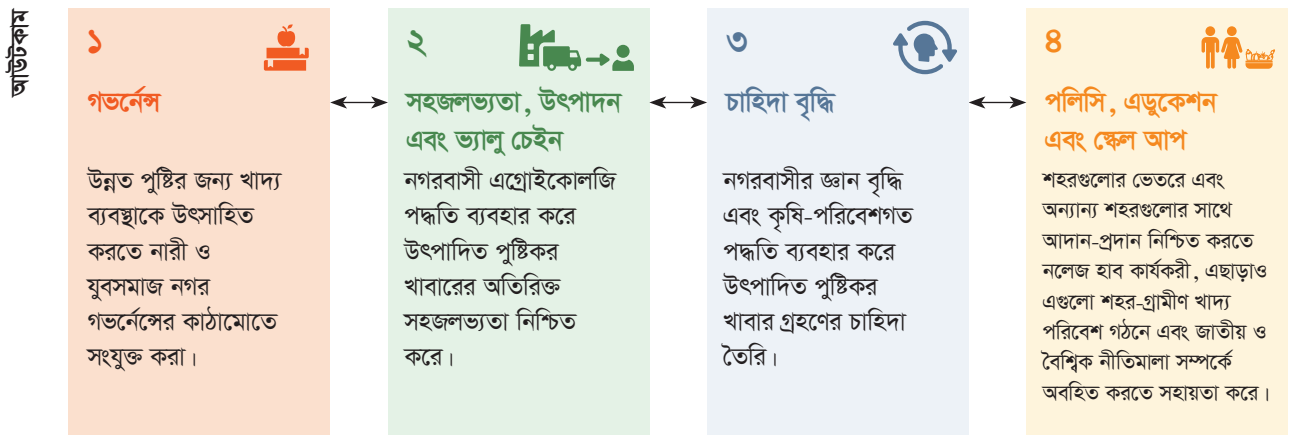 আউটকাম
১
গভর্নেন্স
উন্নত পুষ্টির জন্য খাদ্য
ব্যবস্থাকে উৎসাহিত
করতে নারী ও
যুবসমাজ নগর
গভর্নেন্সের কাঠামোতে
সংযুক্ত করা।
২
সহজলভ্যতা, উৎপাদন
এবং ভ্যালু চেইন
নগরবাসী এগ্রোইকোলজি
পদ্ধতি ব্যবহার করে
উৎপাদিত পুষ্টিকর
খাবারের অতিরিক্ত
সহজলভ্যতা নিশ্চিত
করে।
৩
চাহিদা বৃদ্ধি
নগরবাসীর জ্ঞান বৃদ্ধি
এবং কৃষি-পরিবেশগত
পদ্ধতি ব্যবহার করে
উৎপাদিত পুষ্টিকর
খাবার গ্রহণের চাহিদা
তৈরি।
৪
পলিসি, এডুকেশন
এবং স্কেল আপ
শহরগুলোর ভেতরে এবং
অন্যান্য শহরগুলোর সাথে
আদান-প্রদান নিশ্চিত করতে
নলেজ হাব কার্যকরী, এছাড়াও
এগুলো শহর-গ্রামীণ খাদ্য
পরিবেশ গঠনে এবং জাতীয় ও
বৈশ্বিক নীতিমালা সম্পর্কে
অবহিত করতে সহায়তা করে।